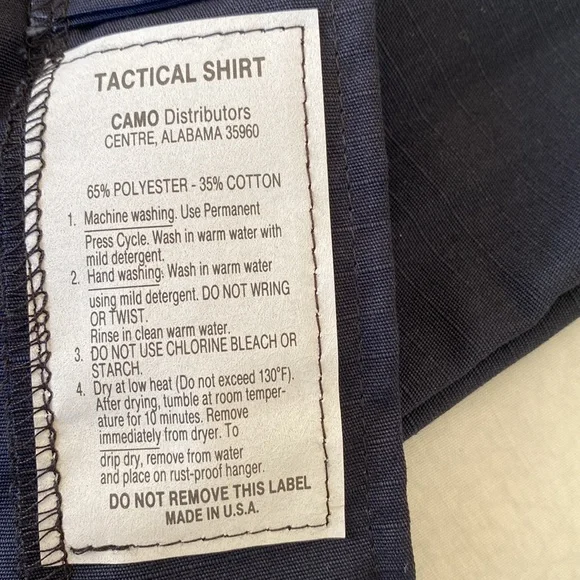 TACTICAL SHIRT
CAMO Distributors
CENTRE, ALABAMA 35960
65% POLYESTER - 35% COTTON
1. Machine washing. Use Permanent
Press Cycle. Wash in warm water with
mild detergent.
2. Hand washing: Wash in warm water
using mild detergent. DO NOT WRING
OR TWIST.
Rinse in clean warm water.
3. DO NOT USE CHLORINE BLEACH OR
STARCH.
4. Dry at low heat (Do not exceed 130°F).
After drying, tumble at room temper-
ature for 10 minutes. Remove
immediately from dryer. To
drip dry, remove from water
and place on rust-proof hanger.
DO NOT REMOVE THIS LABEL
MADE IN U.S.A.